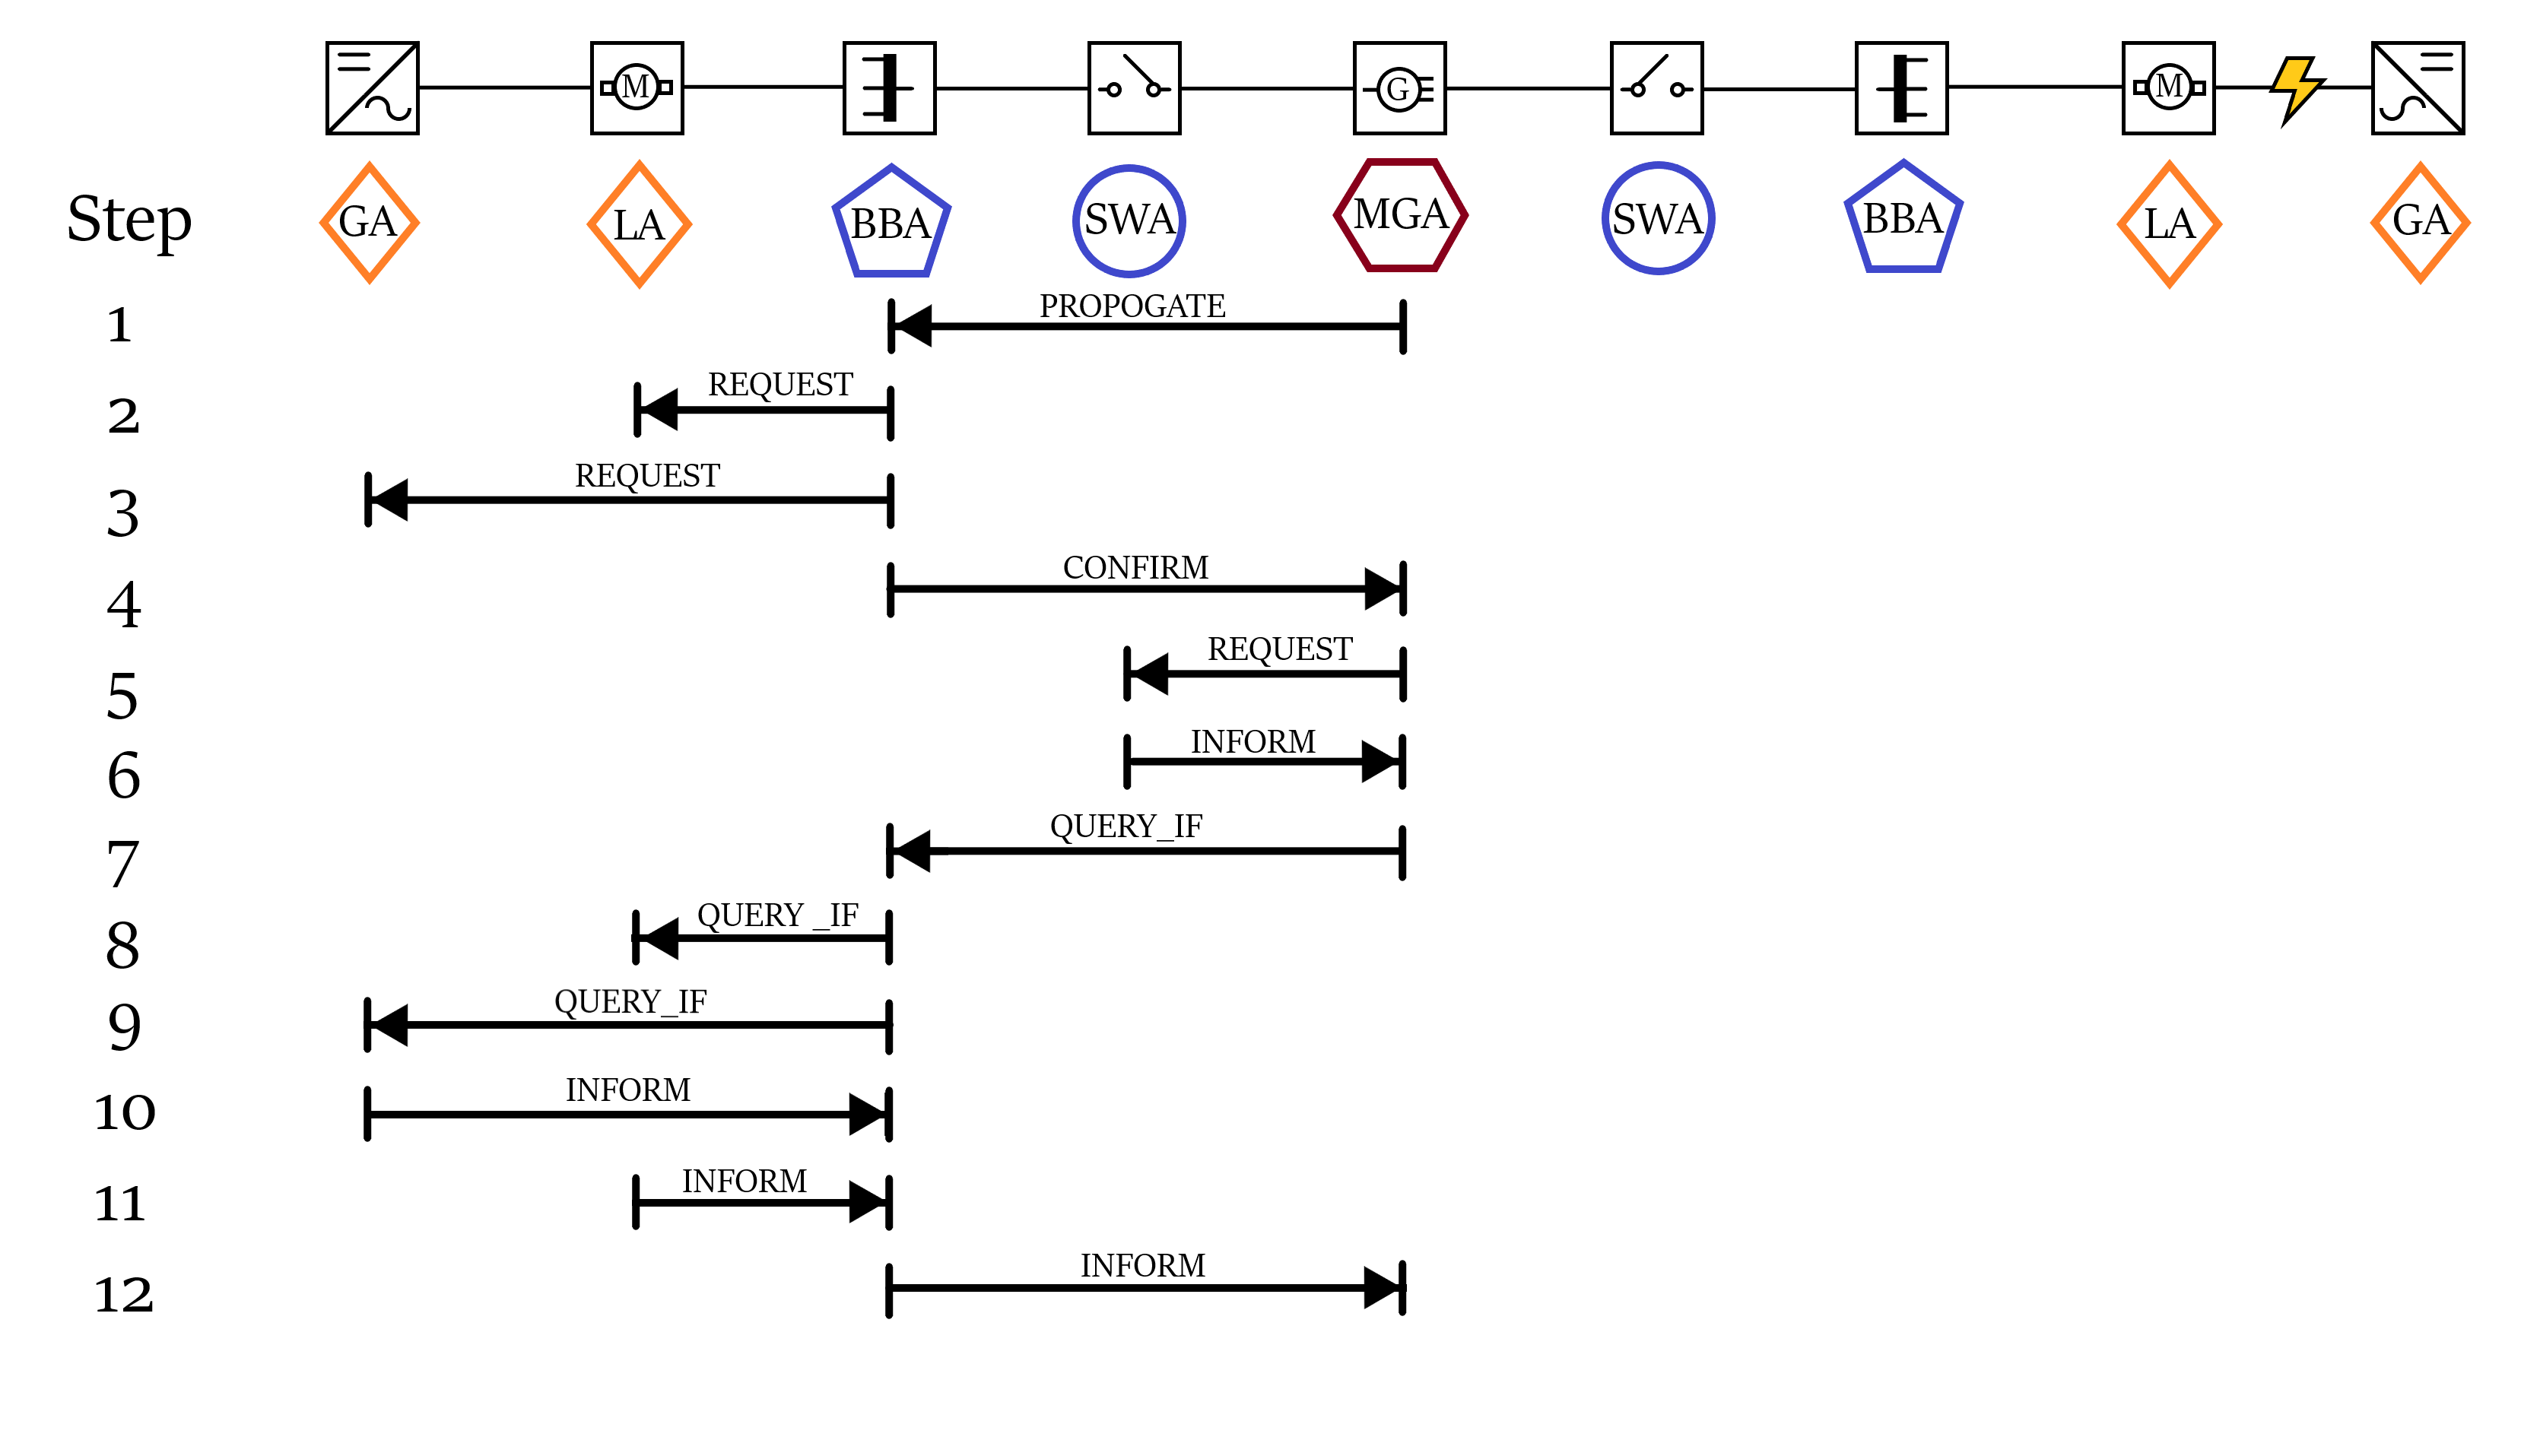 M G M
Step GA LA BBA SWA MGA SWA BBA LA GA
1 PROPOGATE
2 REQUEST
3 REQUEST
4 CONFIRM
5 REQUEST
6 INFORM
7 QUERY_IF
8 QUERY _IF
9 QUERY_IF
10 INFORM
11 INFORM
12 INFORM